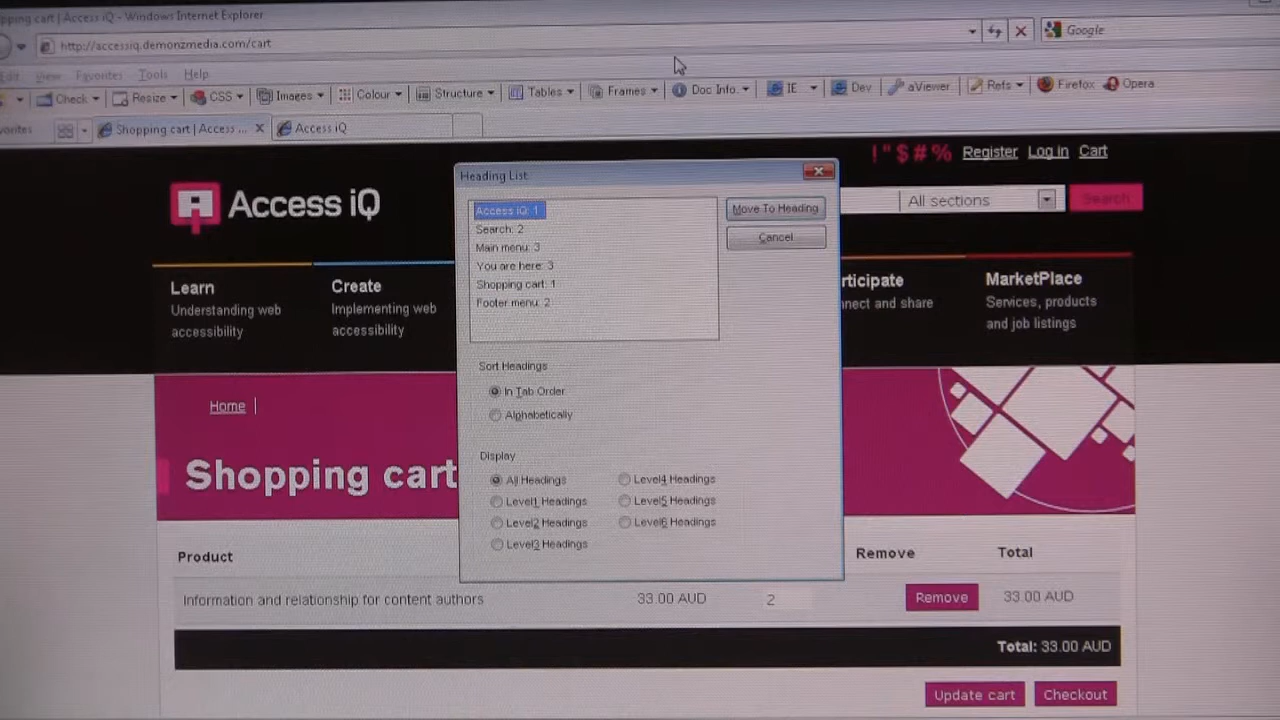 pping cart | Access iQ - Windows Internet Explorer
http://accessiq.demonzmedia.com/cart
Google
Edit View Favorites Tools Help
Check Resize CSS Images Colour Structure Tables Frames Doc Info. IE Dev aViewer Refs Firefox Opera
vorites Shopping cart | Access ... Access iQ
! " $ # % Register Log in Cart
Access iQ
All sections Search
Learn
Understanding web
accessibility
Create
Implementing web
accessibility
rticipate
nnect and share
MarketPlace
Services, products
and job listings
Heading List
Access iQ: 1
Search: 2
Main menu: 3
You are here: 3
Shopping cart: 1
Footer menu: 2
Move To Heading
Cancel
Sort Headings
In Tab Order
Alphabetically
Display
All Headings
Level1 Headings
Level2 Headings
Level3 Headings
Level4 Headings
Level5 Headings
Level6 Headings
Home
Shopping cart
Product Remove Total
Information and relationship for content authors 33.00 AUD 2 Remove 33.00 AUD
Total: 33.00 AUD
Update cart Checkout